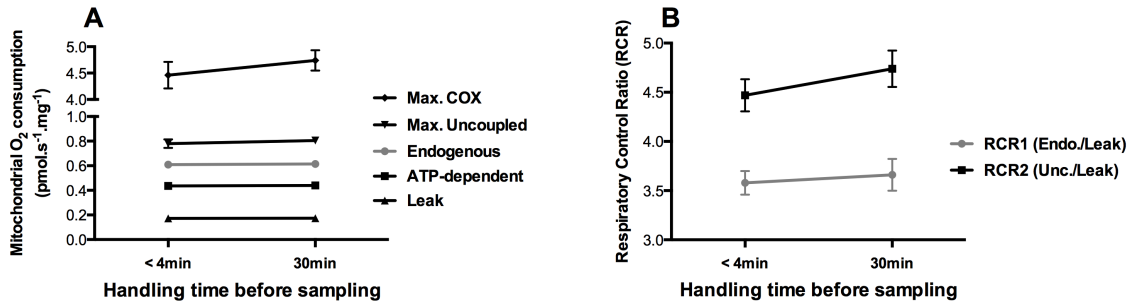 A
Mitochondrial O2 consumption
(pmol.s-1.mg-1)
5.0
4.5
4.0
1.0
0.8
0.6
0.4
0.2
0.0
< 4min
30min
Handling time before sampling
Max. COX
Max. Uncoupled
Endogenous
ATP-dependent
Leak
B
Respiratory Control Ratio (RCR)
5.0
4.5
4.0
3.5
3.0
< 4min
30min
Handling time before sampling
RCR1 (Endo./Leak)
RCR2 (Unc./Leak)